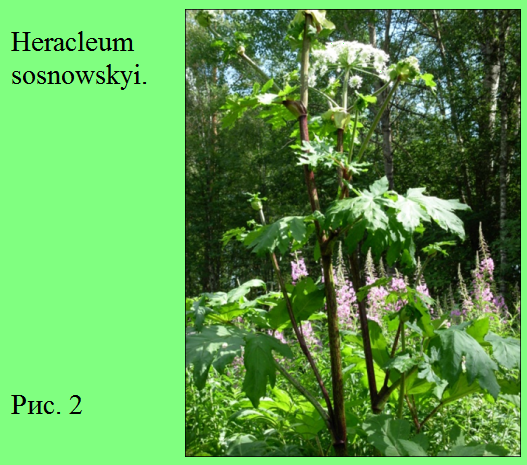 Heracleum
sosnowskyi.
Рис. 2